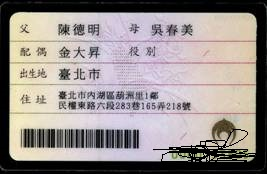 父 陳德明 母 吳春美
配偶 金大昇 役別
出生地 臺北市
住址 臺北市內湖區葫洲里1鄰
民權東路六段283巷165弄218號